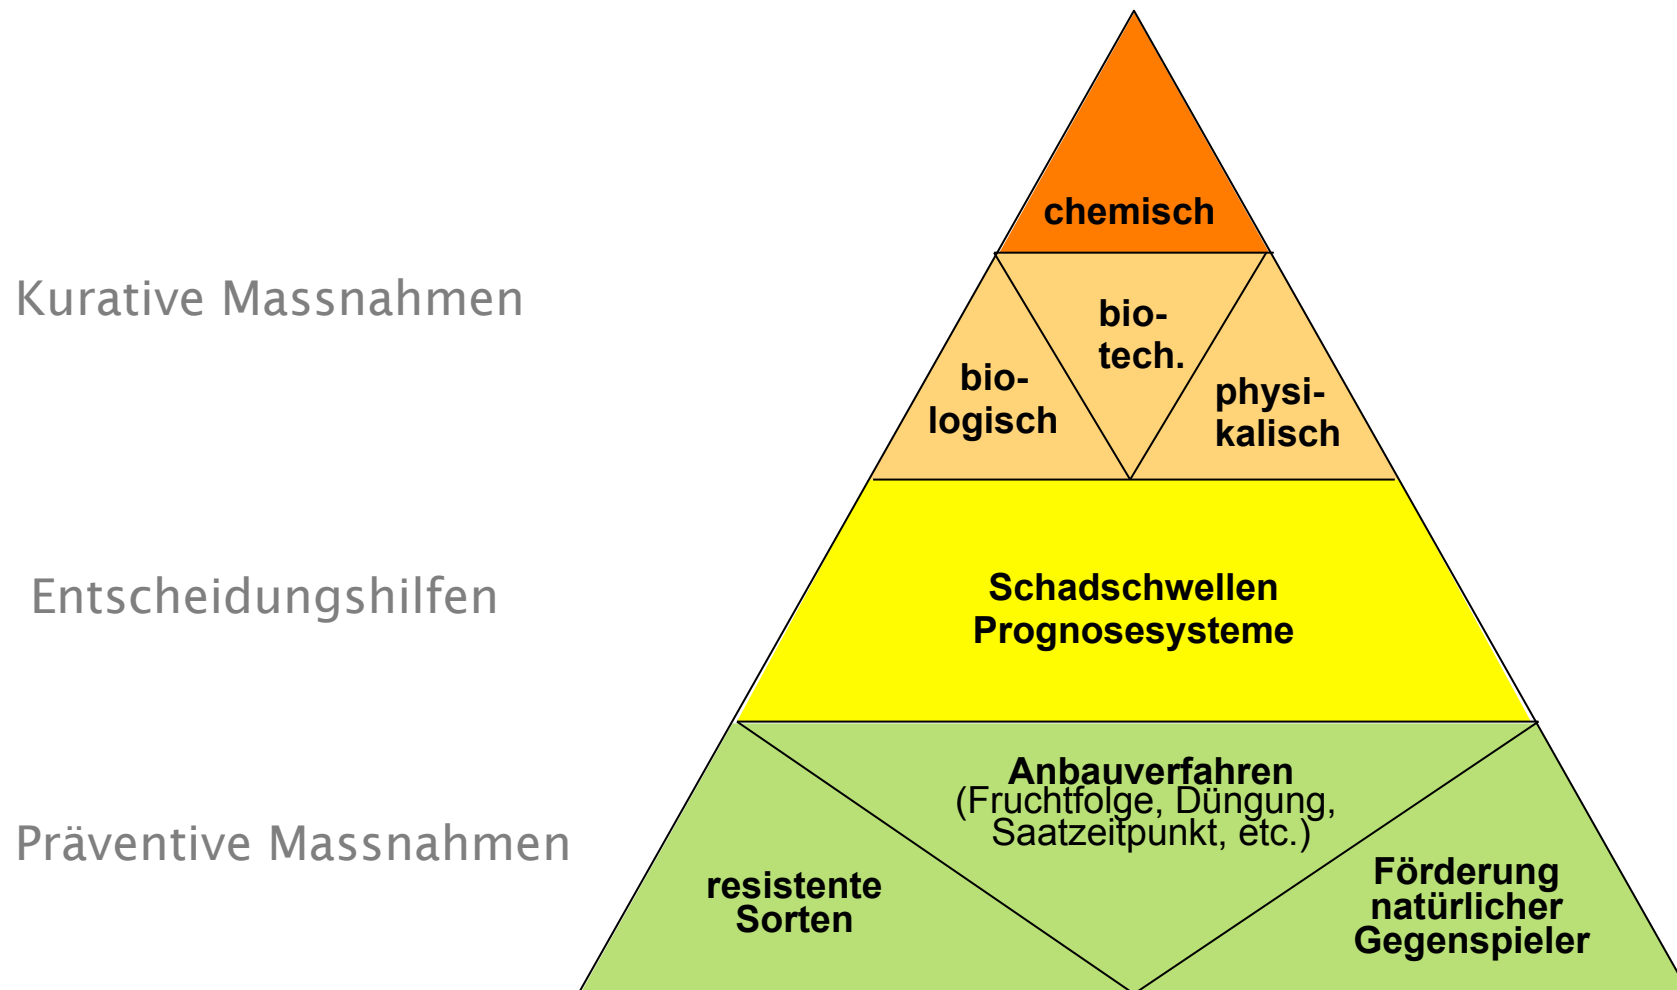 chemisch
Kurative Massnahmen
bio-
tech.
bio-
logisch
physi-
kalisch
Entscheidungshilfen
Schadschwellen
Prognosesysteme
Präventive Massnahmen
Anbauverfahren
(Fruchtfolge, Düngung,
Saatzeitpunkt, etc.)
resistente
Sorten
Förderung
natürlicher
Gegenspieler